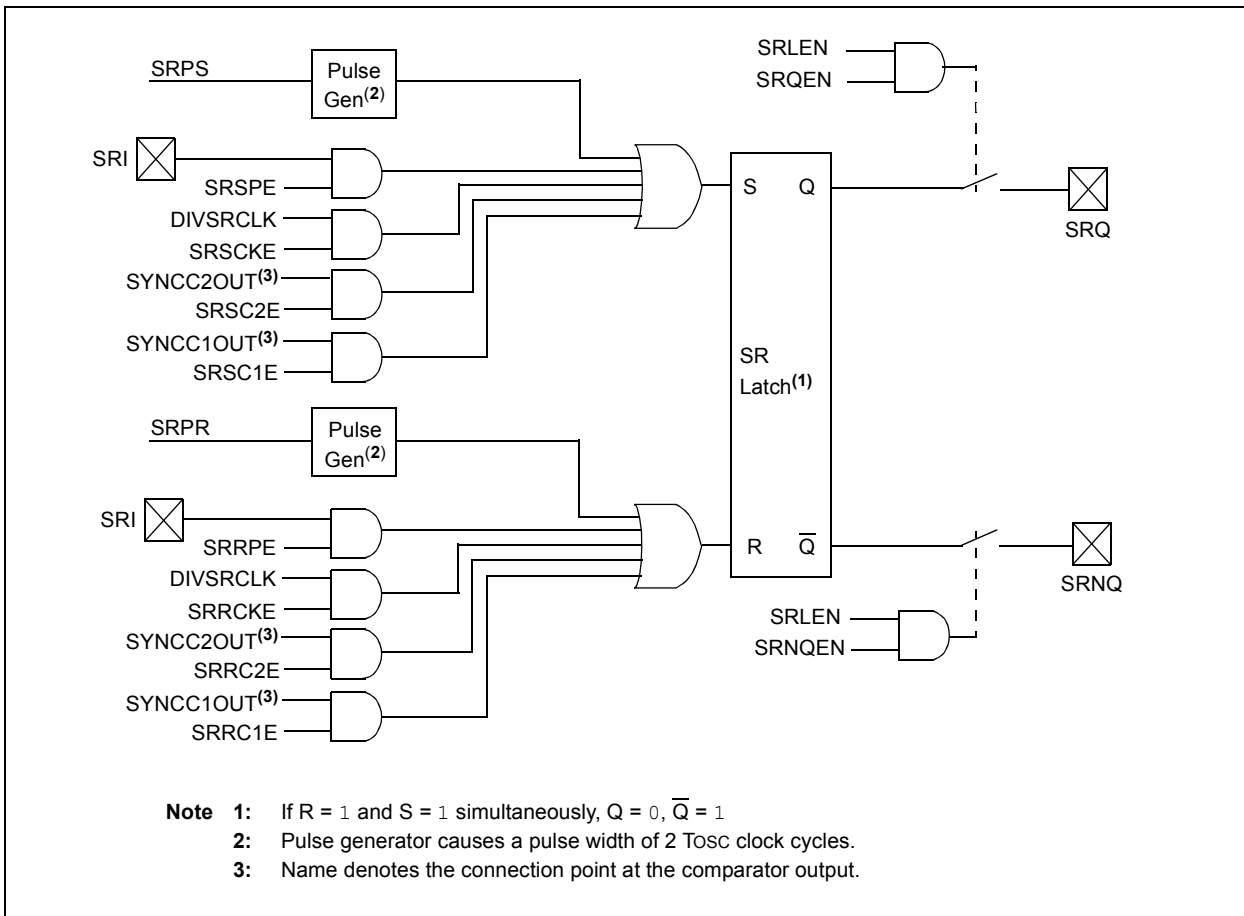 SRPS
Pulse
Gen(2)
SRI
SRSPE
DIVSRCLK
SRSCKE
SYNCC2OUT(3)
SRSC2E
SYNCC1OUT(3)
SRSC1E
SRPR
Pulse
Gen(2)
SRI
SRRPE
DIVSRCLK
SRRCKE
SYNCC2OUT(3)
SRRC2E
SYNCC1OUT(3)
SRRC1E
S Q
SR
Latch(1)
R Q̅
SRLEN
SRQEN
SRQ
SRNQ
SRLEN
SRNQEN
Note 1: If R = 1 and S = 1 simultaneously, Q = 0, Q̅ = 1
2: Pulse generator causes a pulse width of 2 TOSC clock cycles.
3: Name denotes the connection point at the comparator output.